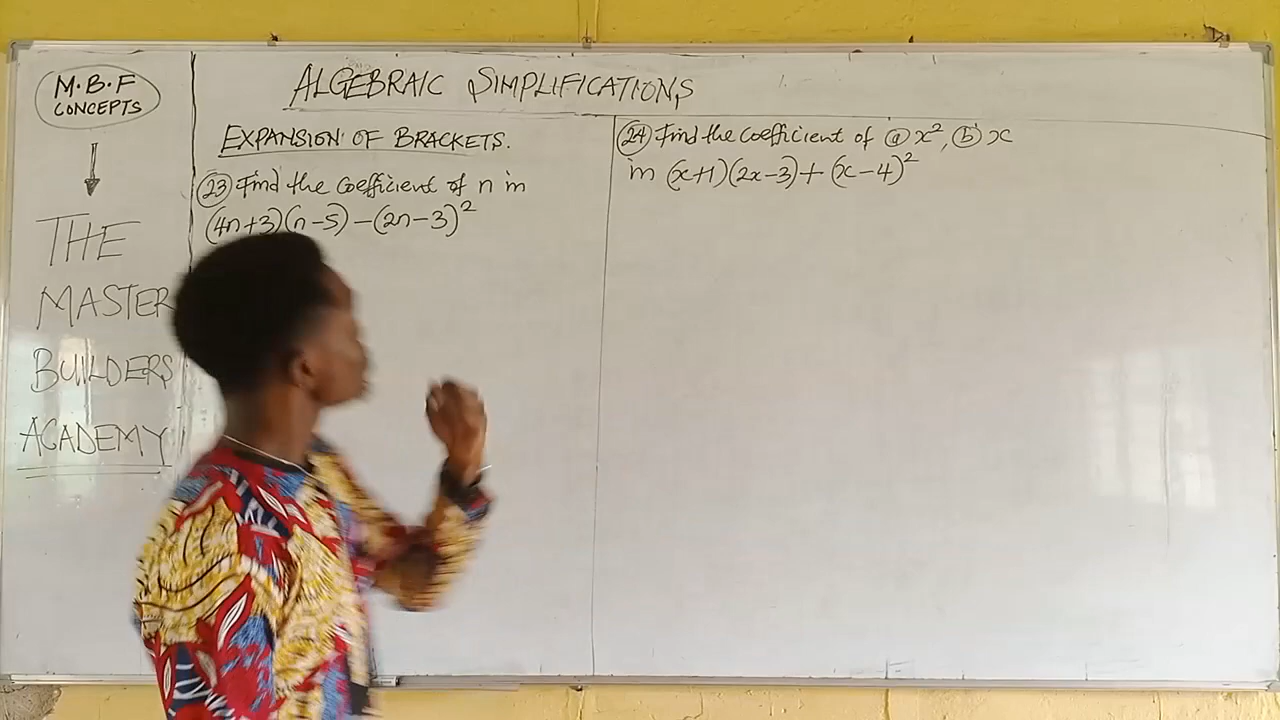 M.B.F
CONCEPTS
THE
MASTER
BUILDERS
ACADEMY
ALGEBRAIC SIMPLIFICATIONS
EXPANSION OF BRACKETS.
㉓ Find the coefficient of n in
(4n+3)(n-5)-(2n-3)²
㉔ Find the coefficient of ⓐ x², ⓑ x
in (x+1)(2x-3)+(x-4)²